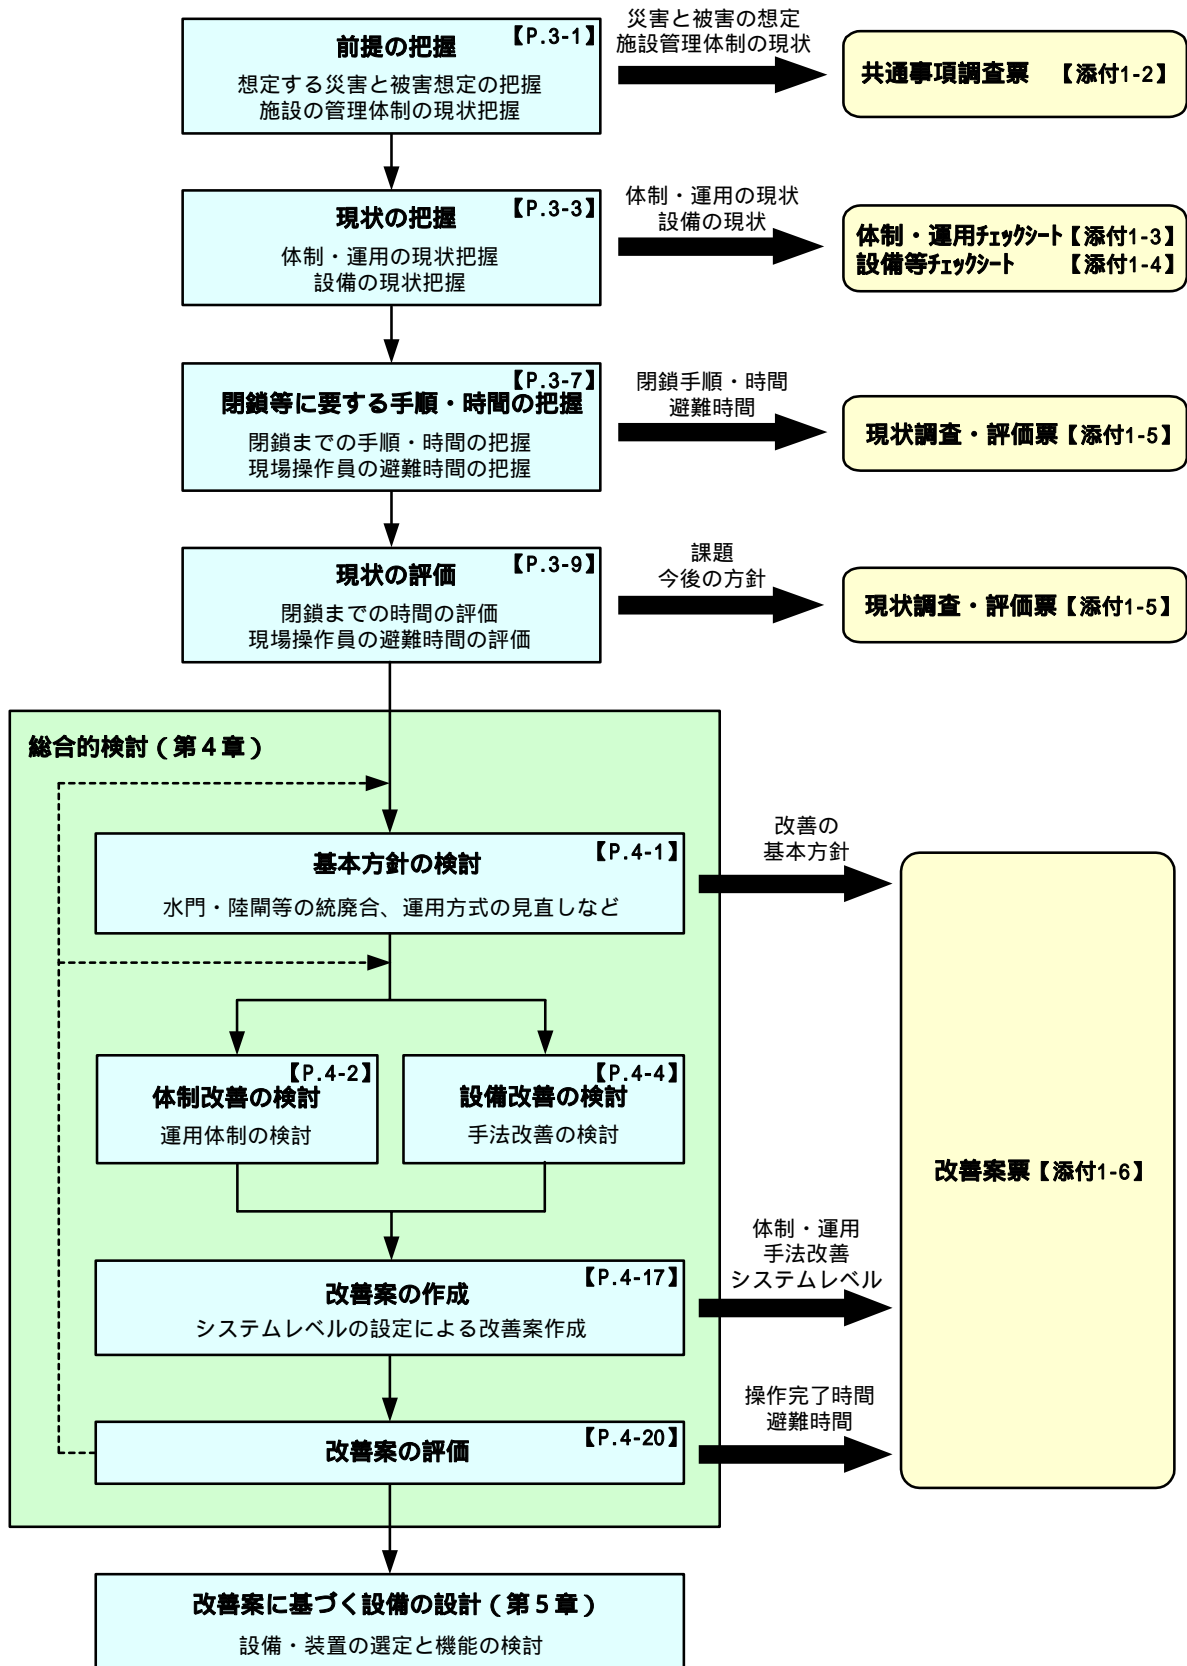 前提の把握 【P.3-1】
想定する災害と被害想定の把握
施設の管理体制の現状把握
災害と被害の想定
施設管理体制の現状
共通事項調査票 【添付1-2】
現状の把握 【P.3-3】
体制・運用の現状把握
設備の現状把握
体制・運用の現状
設備の現状
体制・運用チェックシート【添付1-3】
設備等チェックシート 【添付1-4】
【P.3-7】
閉鎖等に要する手順・時間の把握
閉鎖までの手順・時間の把握
現場操作員の避難時間の把握
閉鎖手順・時間
避難時間
現状調査・評価票【添付1-5】
現状の評価 【P.3-9】
閉鎖までの時間の評価
現場操作員の避難時間の評価
課題
今後の方針
現状調査・評価票【添付1-5】
総合的検討（第4章）
基本方針の検討 【P.4-1】
水門・陸閘等の統廃合、運用方式の見直しなど
改善の
基本方針
【P.4-2】
体制改善の検討
運用体制の検討
【P.4-4】
設備改善の検討
手法改善の検討
改善案票【添付1-6】
改善案の作成 【P.4-17】
システムレベルの設定による改善案作成
体制・運用
手法改善
システムレベル
改善案の評価 【P.4-20】
操作完了時間
避難時間
改善案に基づく設備の設計（第5章）
設備・装置の選定と機能の検討